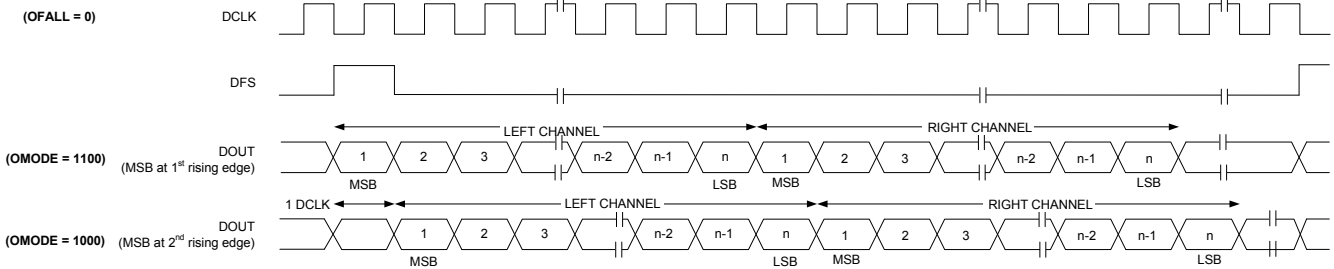 (OFALL = 0) DCLK
DFS
LEFT CHANNEL RIGHT CHANNEL
(OMODE = 1100) DOUT 1 2 3 n-2 n-1 n 1 2 3 n-2 n-1 n
(MSB at 1st rising edge)
MSB LSB MSB LSB
1 DCLK LEFT CHANNEL RIGHT CHANNEL
(OMODE = 1000) DOUT 1 2 3 n-2 n-1 n 1 2 3 n-2 n-1 n
(MSB at 2nd rising edge)
MSB LSB MSB LSB